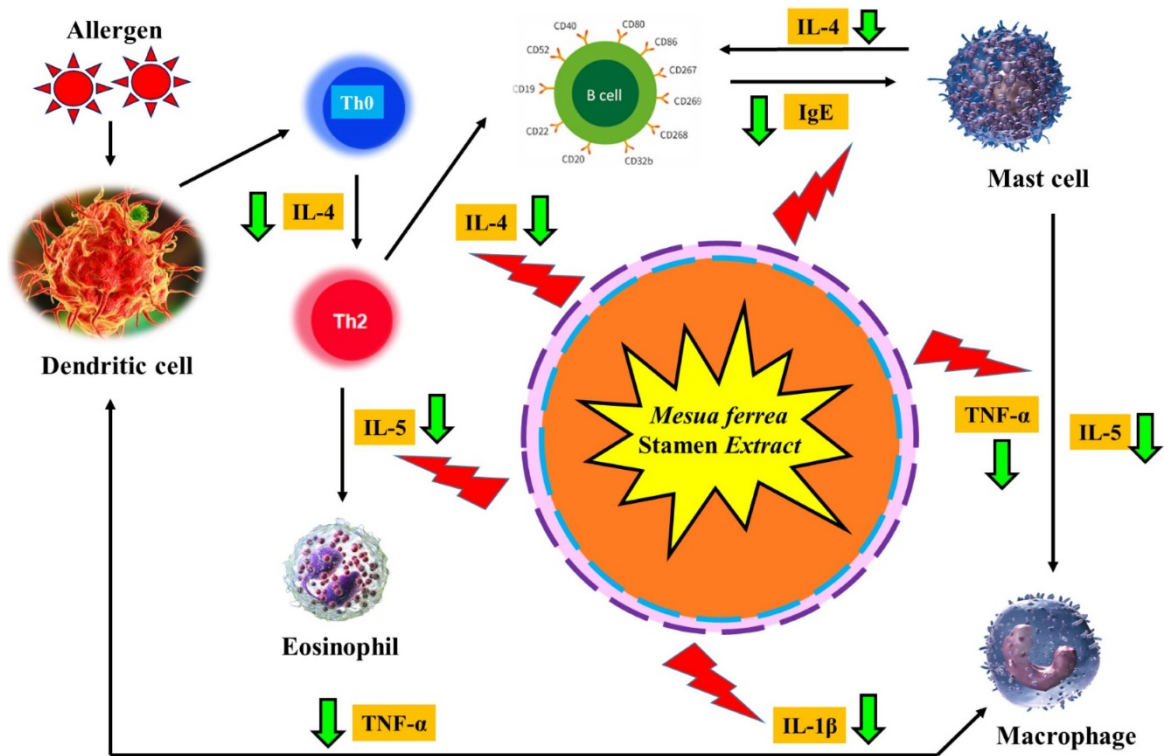 Allergen
Th0
CD40
CD80
CD52
CD86
CD19
CD267
B cell
CD269
CD22
CD268
CD20
CD32b
IL-4
IgE
Mast cell
IL-4
IL-4
Th2
Dendritic cell
Mesua ferrea
Stamen Extract
IL-5
TNF-α
IL-5
Eosinophil
TNF-α
IL-1β
Macrophage